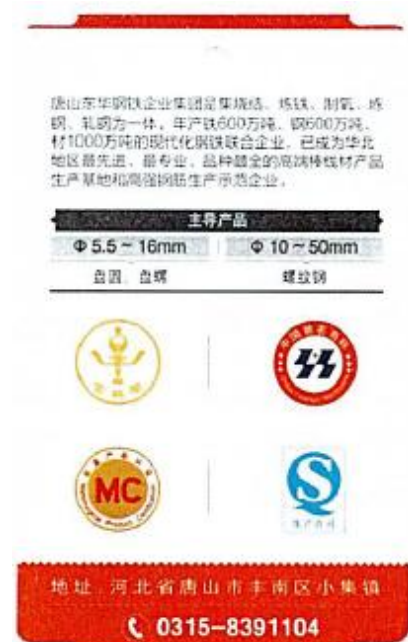 唐山东华钢铁企业集团是集烧结、炼铁、制氧、炼
钢、轧钢为一体，年产铁600万吨、钢600万吨、
材1000万吨的现代化钢铁联合企业，已成为华北
地区最先进、最专业、品种最全的高端棒线材产品
生产基地和高强钢筋生产示范企业。
主导产品
Φ 5.5 ~ 16mm
Φ 10 ~ 50mm
盘圆、盘螺
螺纹钢
MC
地址 河北省唐山市丰南区小集镇
0315-8391104